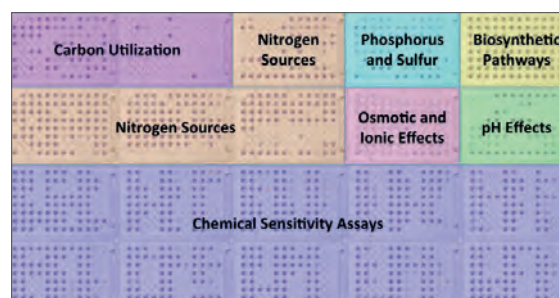 Carbon Utilization
Nitrogen
Sources
Phosphorus
and Sulfur
Biosynthetic
Pathways
Nitrogen Sources
Osmotic and
Ionic Effects
pH Effects
Chemical Sensitivity Assays